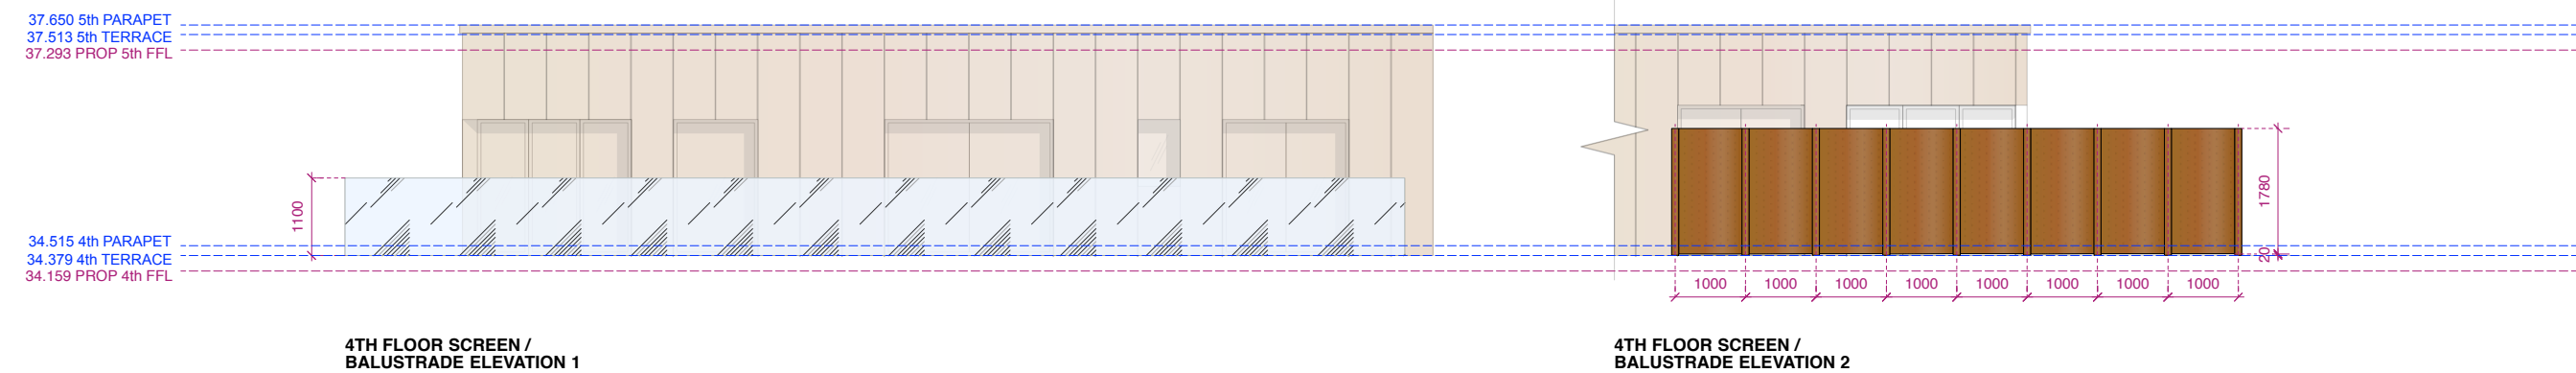 37.650 5th PARAPET
37.513 5th TERRACE
37.293 PROP 5th FFL
1100
34.515 4th PARAPET
34.379 4th TERRACE
34.159 PROP 4th FFL
1780
20
1000 1000 1000 1000 1000 1000 1000 1000
4TH FLOOR SCREEN /
BALUSTRADE ELEVATION 1
4TH FLOOR SCREEN /
BALUSTRADE ELEVATION 2